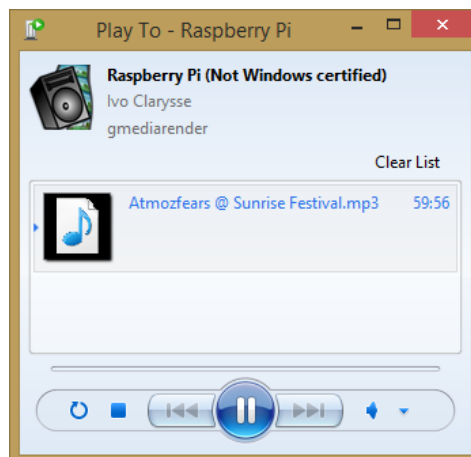 Play To - Raspberry Pi
Raspberry Pi (Not Windows certified)
Ivo Clarysse
gmediarender
Clear List
Atmozfears @ Sunrise Festival.mp3 59:56